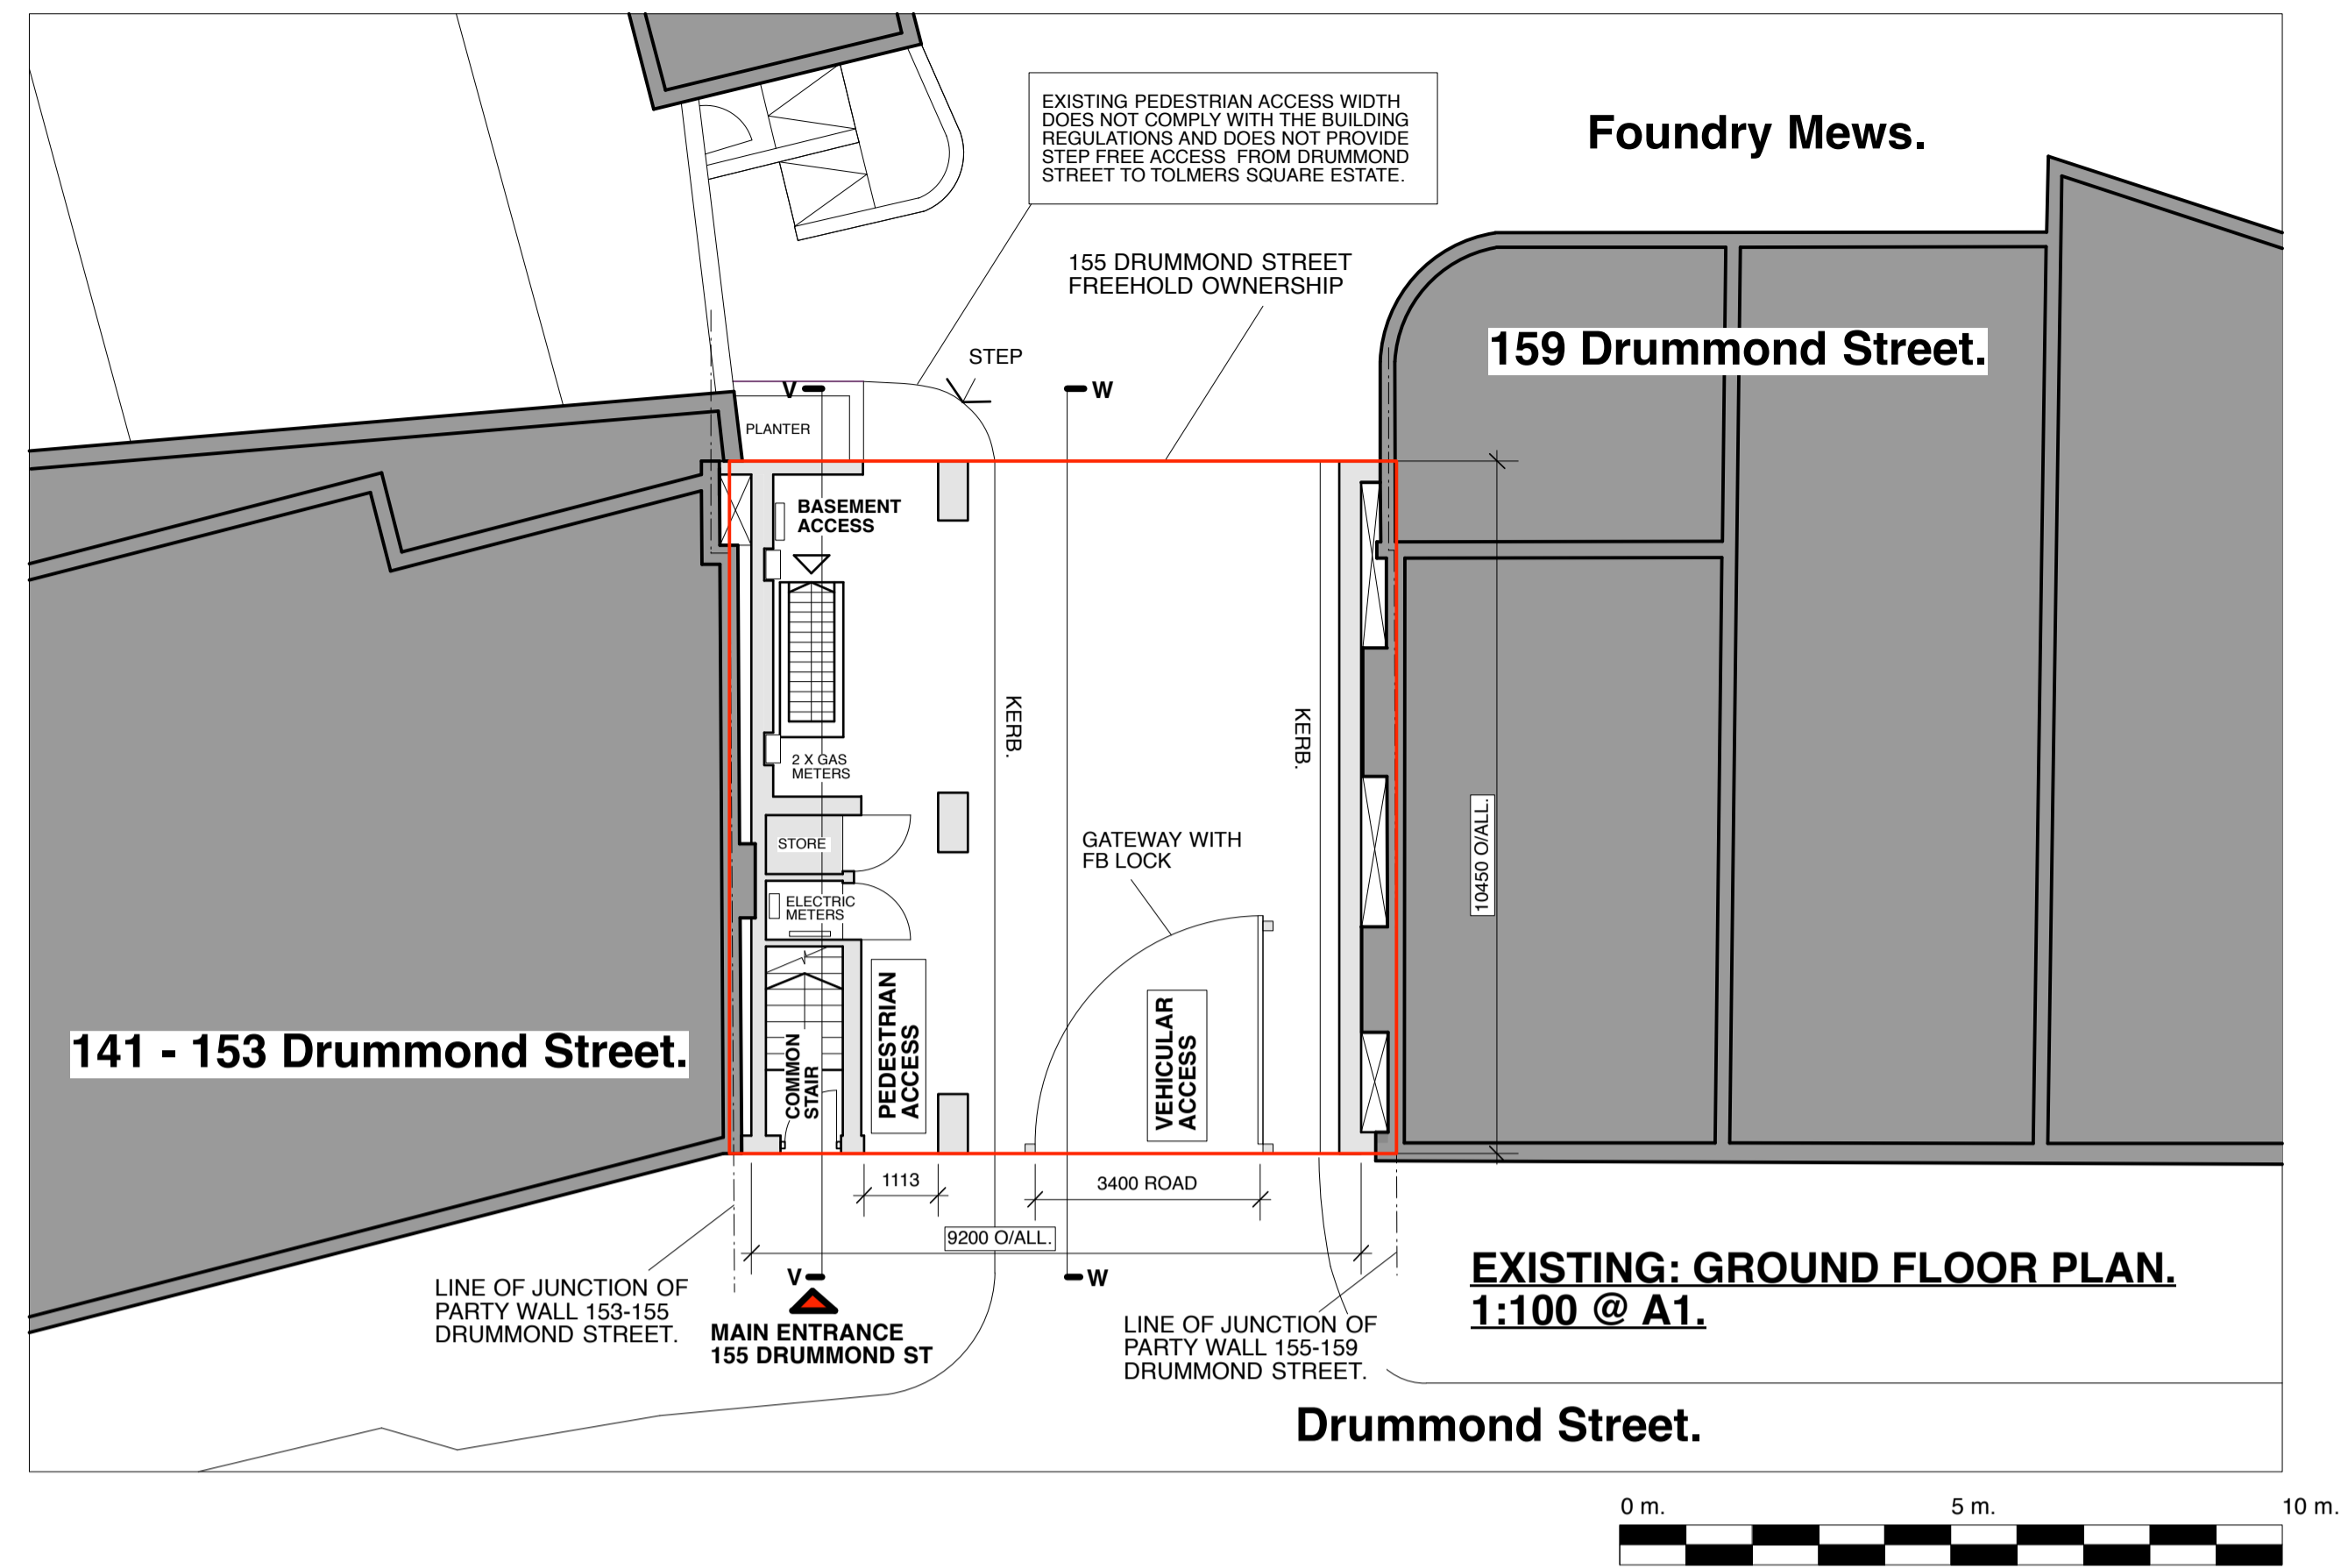 EXISTING PEDESTRIAN ACCESS WIDTH
DOES NOT COMPLY WITH THE BUILDING
REGULATIONS AND DOES NOT PROVIDE
STEP FREE ACCESS FROM DRUMMOND
STREET TO TOLMERS SQUARE ESTATE.
Foundry Mews.
155 DRUMMOND STREET
FREEHOLD OWNERSHIP
159 Drummond Street.
STEP
V
W
PLANTER
BASEMENT
ACCESS
KERB.
KERB.
2 X GAS
METERS
STORE
ELECTRIC
METERS
GATEWAY WITH
FB LOCK
10450 O/ALL.
141 - 153 Drummond Street.
COMMON
STAIR
PEDESTRIAN
ACCESS
VEHICULAR
ACCESS
1113
3400 ROAD
9200 O/ALL.
V
W
LINE OF JUNCTION OF
PARTY WALL 153-155
DRUMMOND STREET.
MAIN ENTRANCE
155 DRUMMOND ST
LINE OF JUNCTION OF
PARTY WALL 155-159
DRUMMOND STREET.
EXISTING: GROUND FLOOR PLAN.
1:100 @ A1.
Drummond Street.
0 m.
5 m.
10 m.